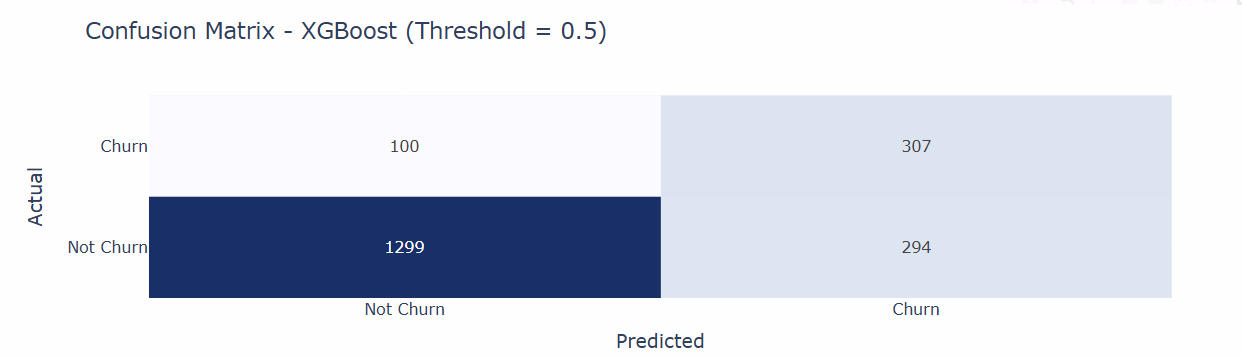 Confusion Matrix - XGBoost (Threshold = 0.5)
Churn 100 307
Actual
Not Churn 1299 294
Not Churn Churn
Predicted